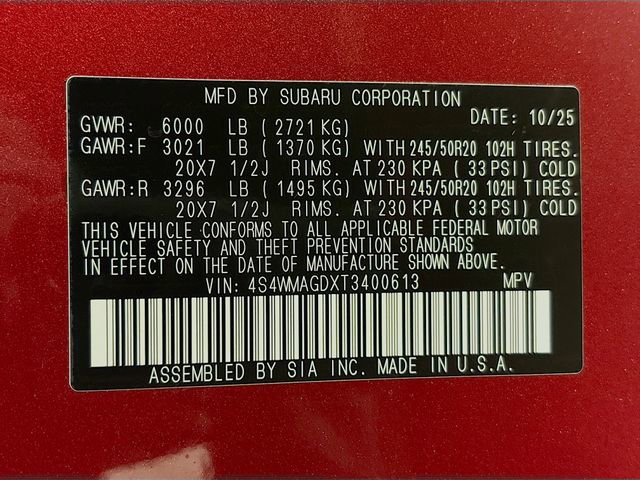 MFD BY SUBARU CORPORATION
DATE: 10/25
GVWR: 6000 LB ( 2721 KG)
GAWR:F 3021 LB ( 1370 KG) WITH 245/50R20 102H TIRES.
20X7 1/2J RIMS. AT 230 KPA ( 33 PSI) COLD
GAWR:R 3296 LB ( 1495 KG) WITH 245/50R20 102H TIRES.
20X7 1/2J RIMS. AT 230 KPA ( 33 PSI) COLD
THIS VEHICLE CONFORMS TO ALL APPLICABLE FEDERAL MOTOR
VEHICLE SAFETY AND THEFT PREVENTION STANDARDS
IN EFFECT ON THE DATE OF MANUFACTURE SHOWN ABOVE.
VIN: 4S4WMAGDXT3400613 MPV
ASSEMBLED BY SIA INC. MADE IN U.S.A.